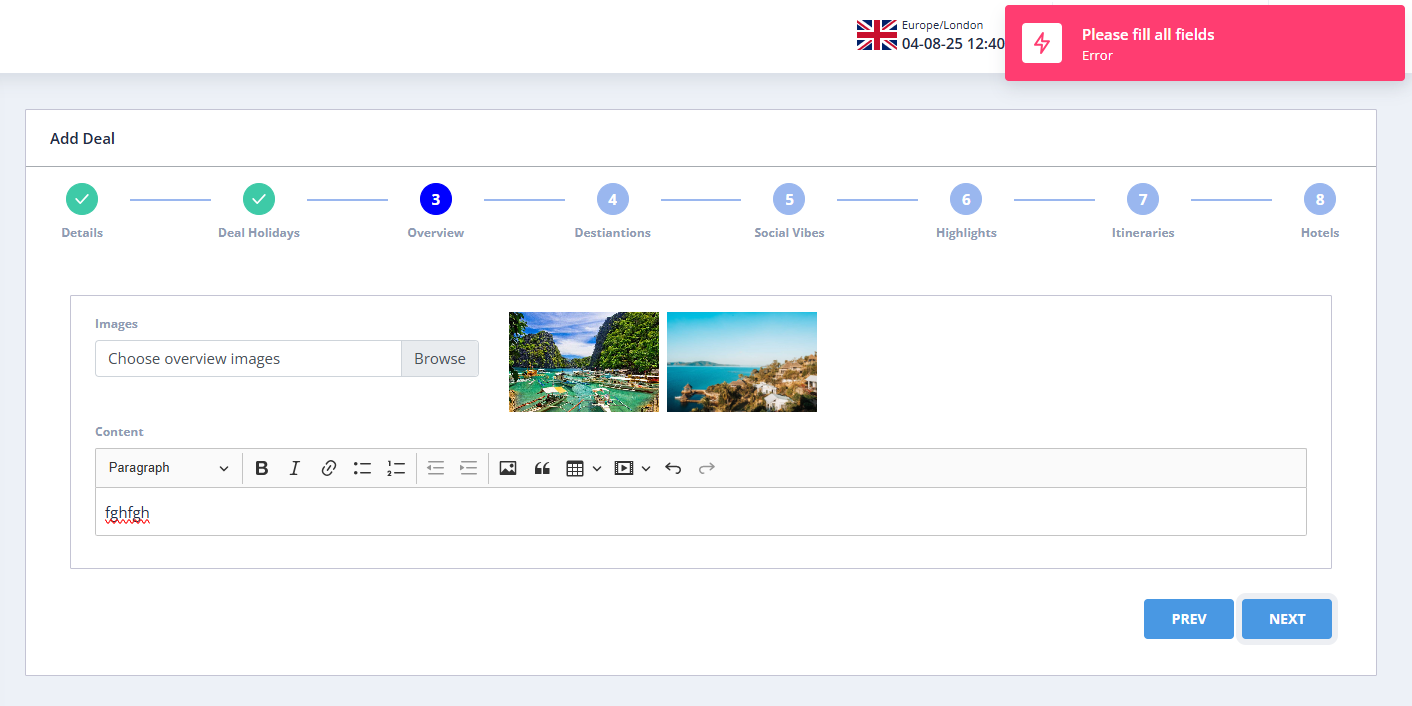 Europe/London
04-08-25 12:40
Please fill all fields
Error
Add Deal
3 4 5 6 7 8
Details Deal Holidays Overview Destiantions Social Vibes Highlights Itineraries Hotels
Images
Choose overview images Browse
Content
Paragraph
fghfgh
PREV NEXT